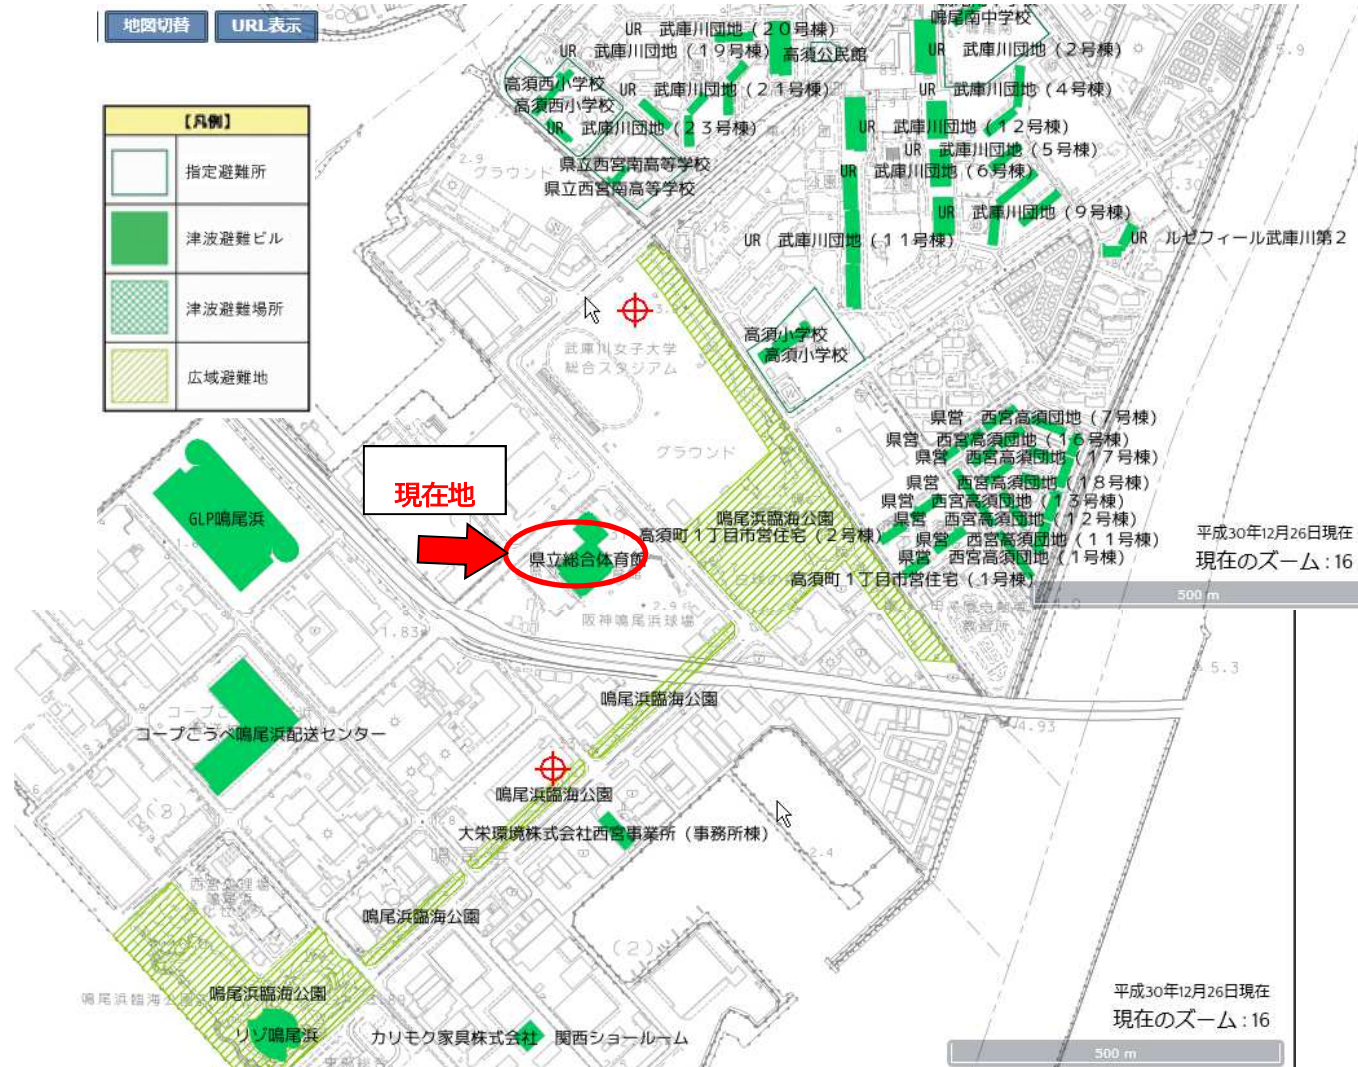 地図切替
URL表示
【凡例】
指定避難所
津波避難ビル
津波避難場所
広域避難地
鳴尾南中学校
UR 武庫川団地(20号棟)
UR 武庫川団地(19号棟)
高須公民館
UR 武庫川団地(2号棟)
高須西小学校
高須西小学校
UR 武庫川団地(21号棟)
UR 武庫川団地(4号棟)
UR 武庫川団地(23号棟)
UR 武庫川団地(12号棟)
UR 武庫川団地(5号棟)
県立西宮南高等学校
県立西宮南高等学校
UR 武庫川団地(6号棟)
2.9
グラウンド
UR 武庫川団地(9号棟)
UR 武庫川団地(11号棟)
UR ルゼフィール武庫川第2
武庫川女子大学
総合スタジアム
高須小学校
高須小学校
県営 西宮高須団地(7号棟)
県営 西宮高須団地(16号棟)
県営 西宮高須団地(17号棟)
県営 西宮高須団地(18号棟)
県営 西宮高須団地(13号棟)
県営 西宮高須団地(12号棟)
県営 西宮高須団地(11号棟)
県営 西宮高須団地(1号棟)
グラウンド
現在地
GLP鳴尾浜
鳴尾浜臨海公園
高須町1丁目市営住宅(2号棟)
県立総合体育館
高須町1丁目市営住宅(1号棟)
平成30年12月26日現在
現在のズーム:16
500 m
2.9
阪神鳴尾浜球場
1.83
5.3
鳴尾浜臨海公園
4.93
コープこうべ鳴尾浜配送センター
鳴尾浜臨海公園
大栄環境株式会社西宮事業所(事務所棟)
2.4
鳴尾浜
(3)
鳴尾浜臨海公園
(2)
鳴尾浜臨海公園
リゾ鳴尾浜
カリモク家具株式会社 関西ショールーム
平成30年12月26日現在
現在のズーム:16
500 m